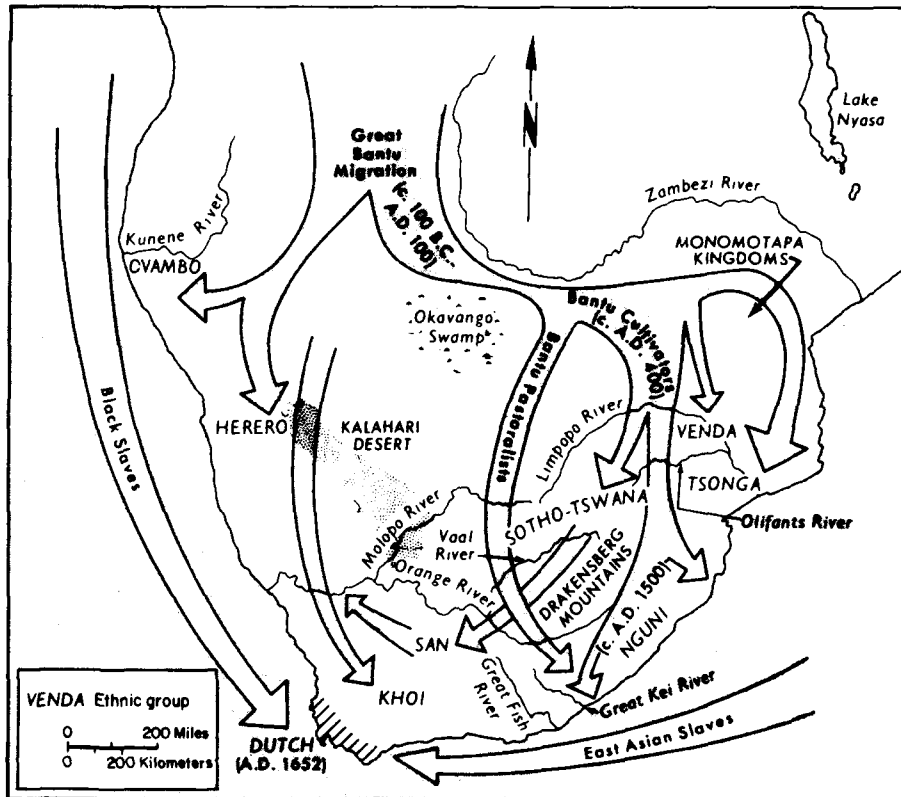 Lake
Nyasa
Great
Bantu
Migration
(c. 100 B.C.-
A.D. 100)
N
Zambezi River
Kunene River
CVAMBO
MONOMOTAPA
KINGDOMS
Okavango
Swamp
Bantu Cultivators
(c. A.D. 400)
Bantu Pastoralists
Black Slaves
HERERO
KALAHARI
DESERT
Limpopo River
VENDA
TSONGA
SOTHO-TSWANA
Olifants River
Molopo River
Vaal
River
Orange River
DRAKENSBERG
MOUNTAINS
(c. A.D. 1500)
NGUNI
SAN
KHOI
Great Fish
River
Great Kei River
East Asian Slaves
VENDA Ethnic group
0 200 Miles
0 200 Kilometers
DUTCH
(A.D. 1652)